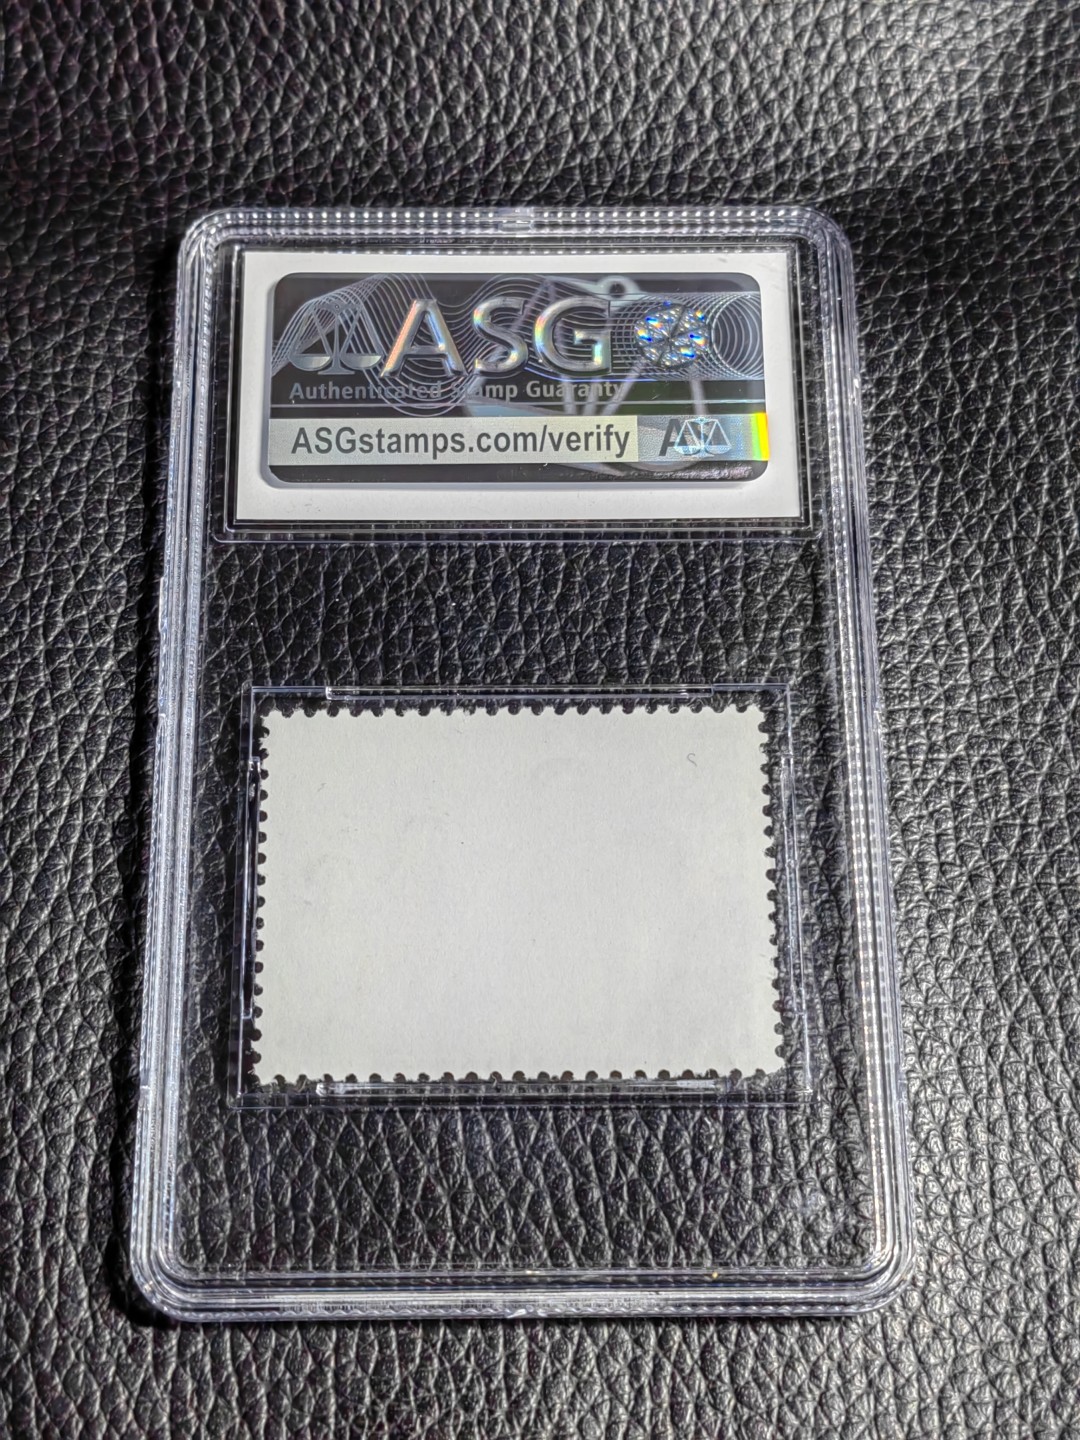 ASG
Authenticated Stamp Guaranty
ASGstamps.com/verify